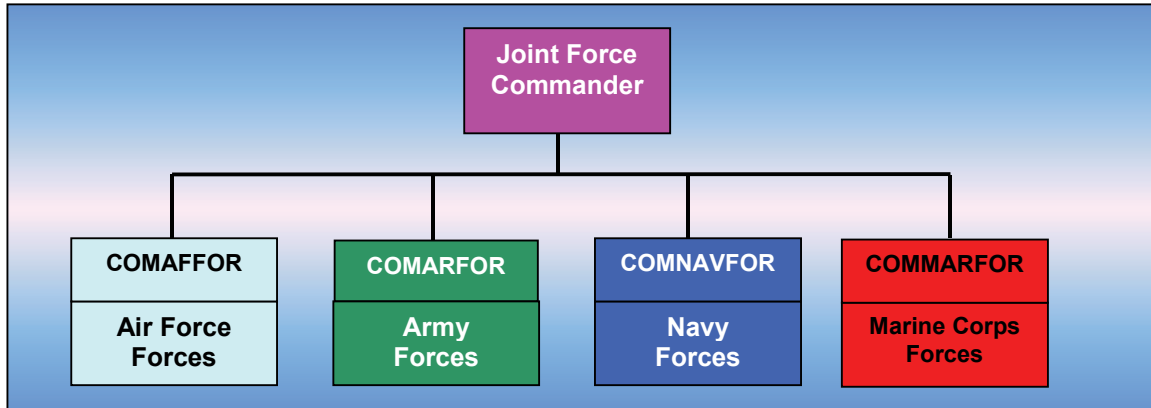 Joint Force
Commander
COMAFFOR
COMARFOR
COMNAVFOR
COMMARFOR
Air Force
Forces
Army
Forces
Navy
Forces
Marine Corps
Forces